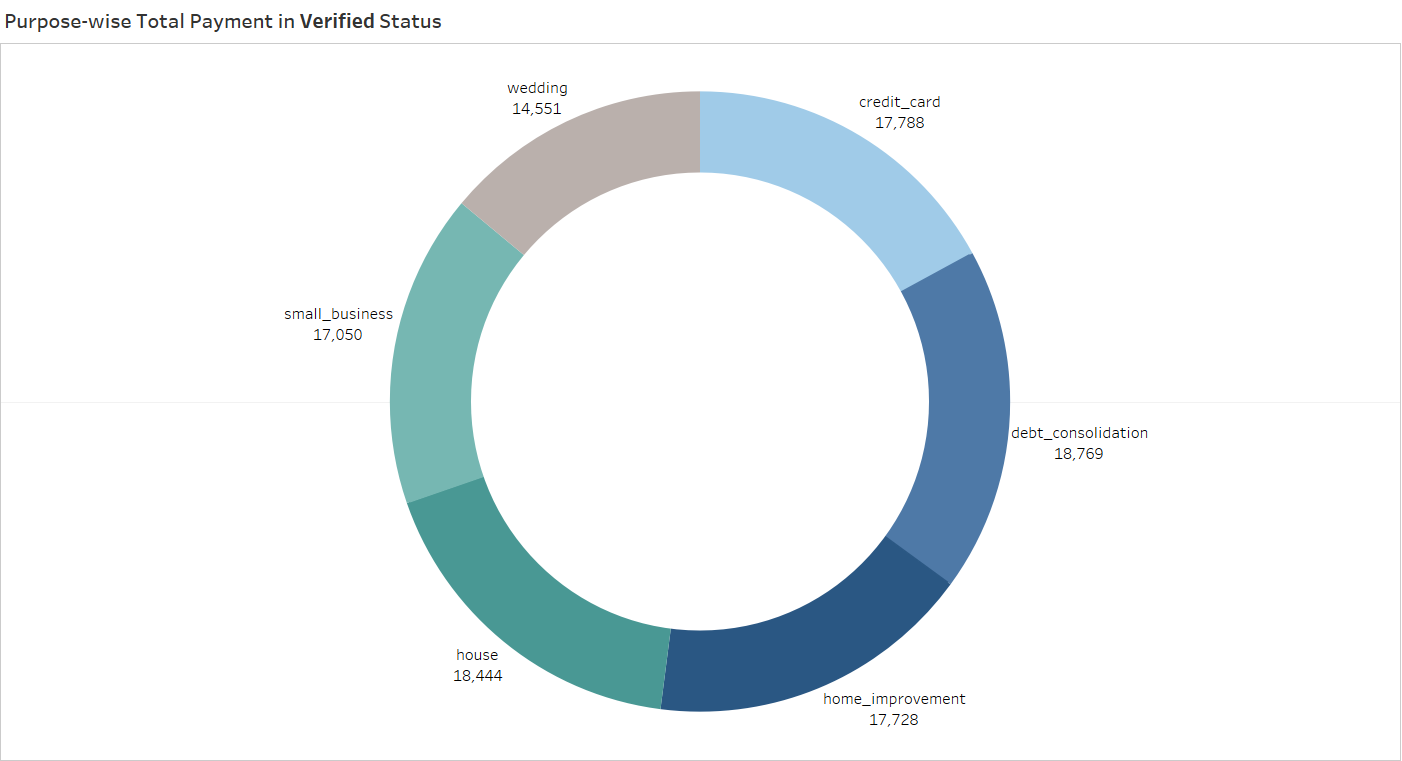 Purpose-wise Total Payment in Verified Status
wedding
14,551
credit_card
17,788
small_business
17,050
debt_consolidation
18,769
house
18,444
home_improvement
17,728